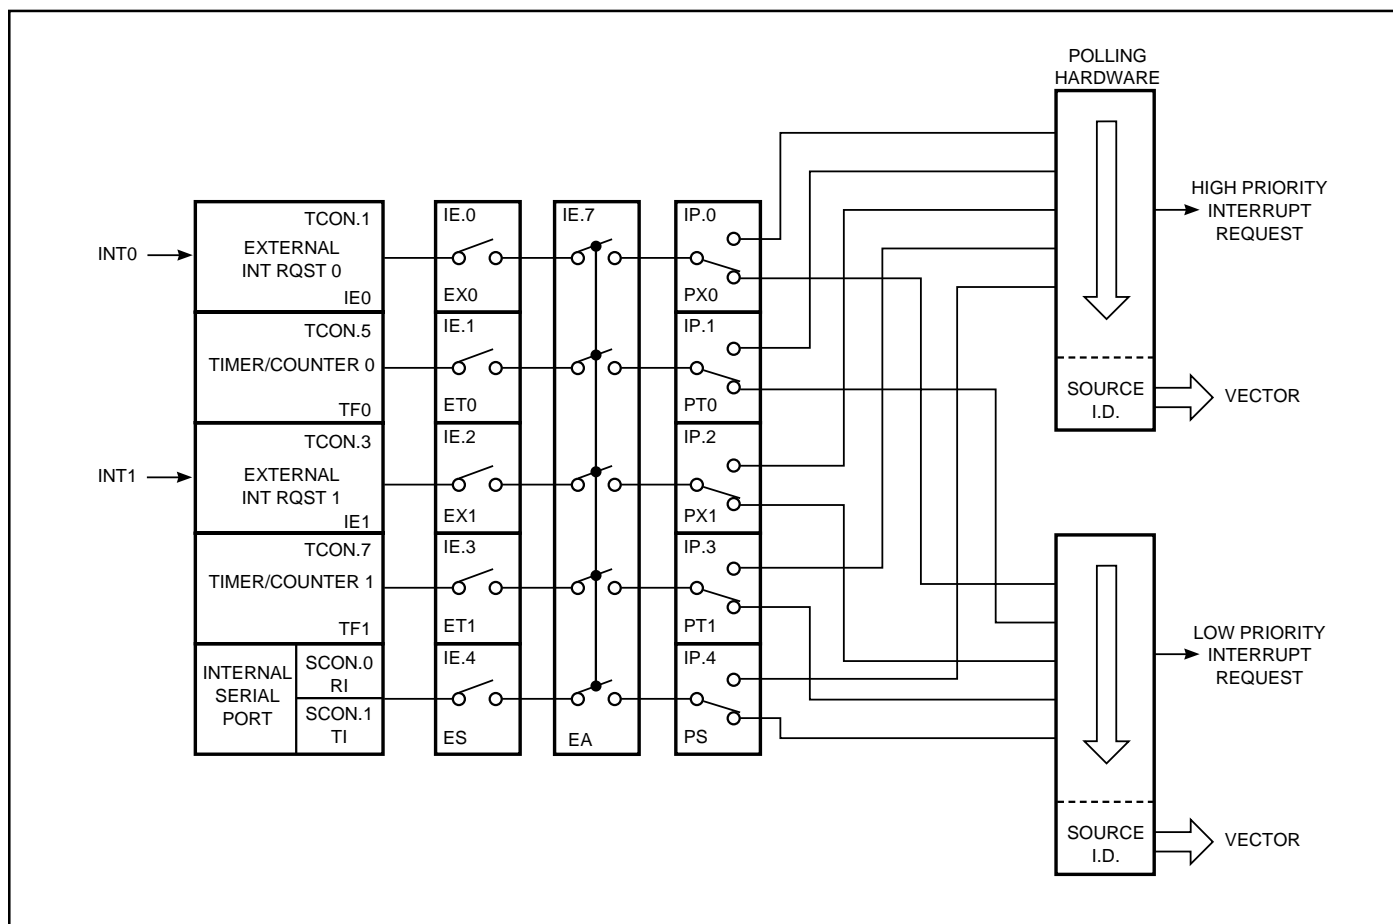 POLLING
HARDWARE
HIGH PRIORITY
INTERRUPT
REQUEST
SOURCE
I.D.
VECTOR
INT0
TCON.1
EXTERNAL
INT RQST 0
IE0
IE.0
EX0
IE.7
IP.0
PX0
TCON.5
TIMER/COUNTER 0
TF0
IE.1
ET0
IP.1
PT0
INT1
TCON.3
EXTERNAL
INT RQST 1
IE1
IE.2
EX1
IP.2
PX1
TCON.7
TIMER/COUNTER 1
TF1
IE.3
ET1
IP.3
PT1
INTERNAL
SERIAL
PORT
SCON.0
RI
SCON.1
TI
IE.4
ES
EA
IP.4
PS
LOW PRIORITY
INTERRUPT
REQUEST
SOURCE
I.D.
VECTOR